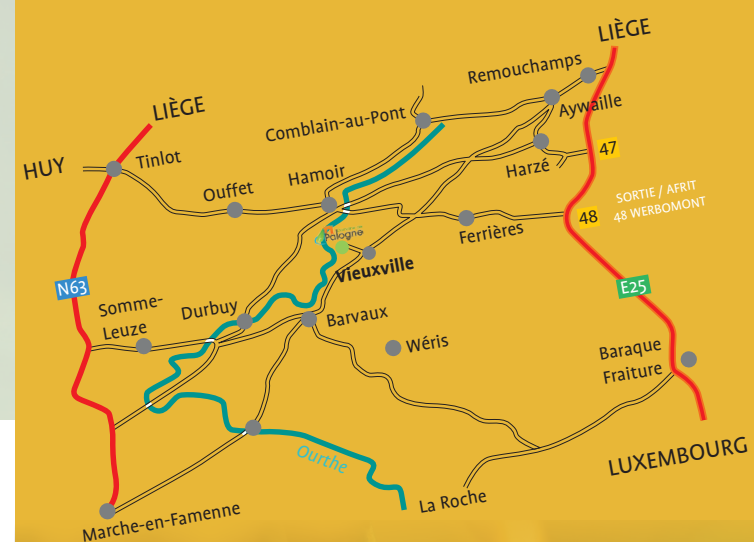 LIÈGE
Remouchamps
Aywaille
LIÈGE
Comblain-au-Pont
HUY
Tinlot
Hamoir
Harzé
47
Ouffet
SORTIE / AFRIT
48 WERBOMONT
48
Ferrières
Palogne
Vieuxville
N63
E25
Somme-
Leuze
Durbuy
Barvaux
Wéris
Baraque
Fraiture
Ourthe
LUXEMBOURG
La Roche
Marche-en-Famenne